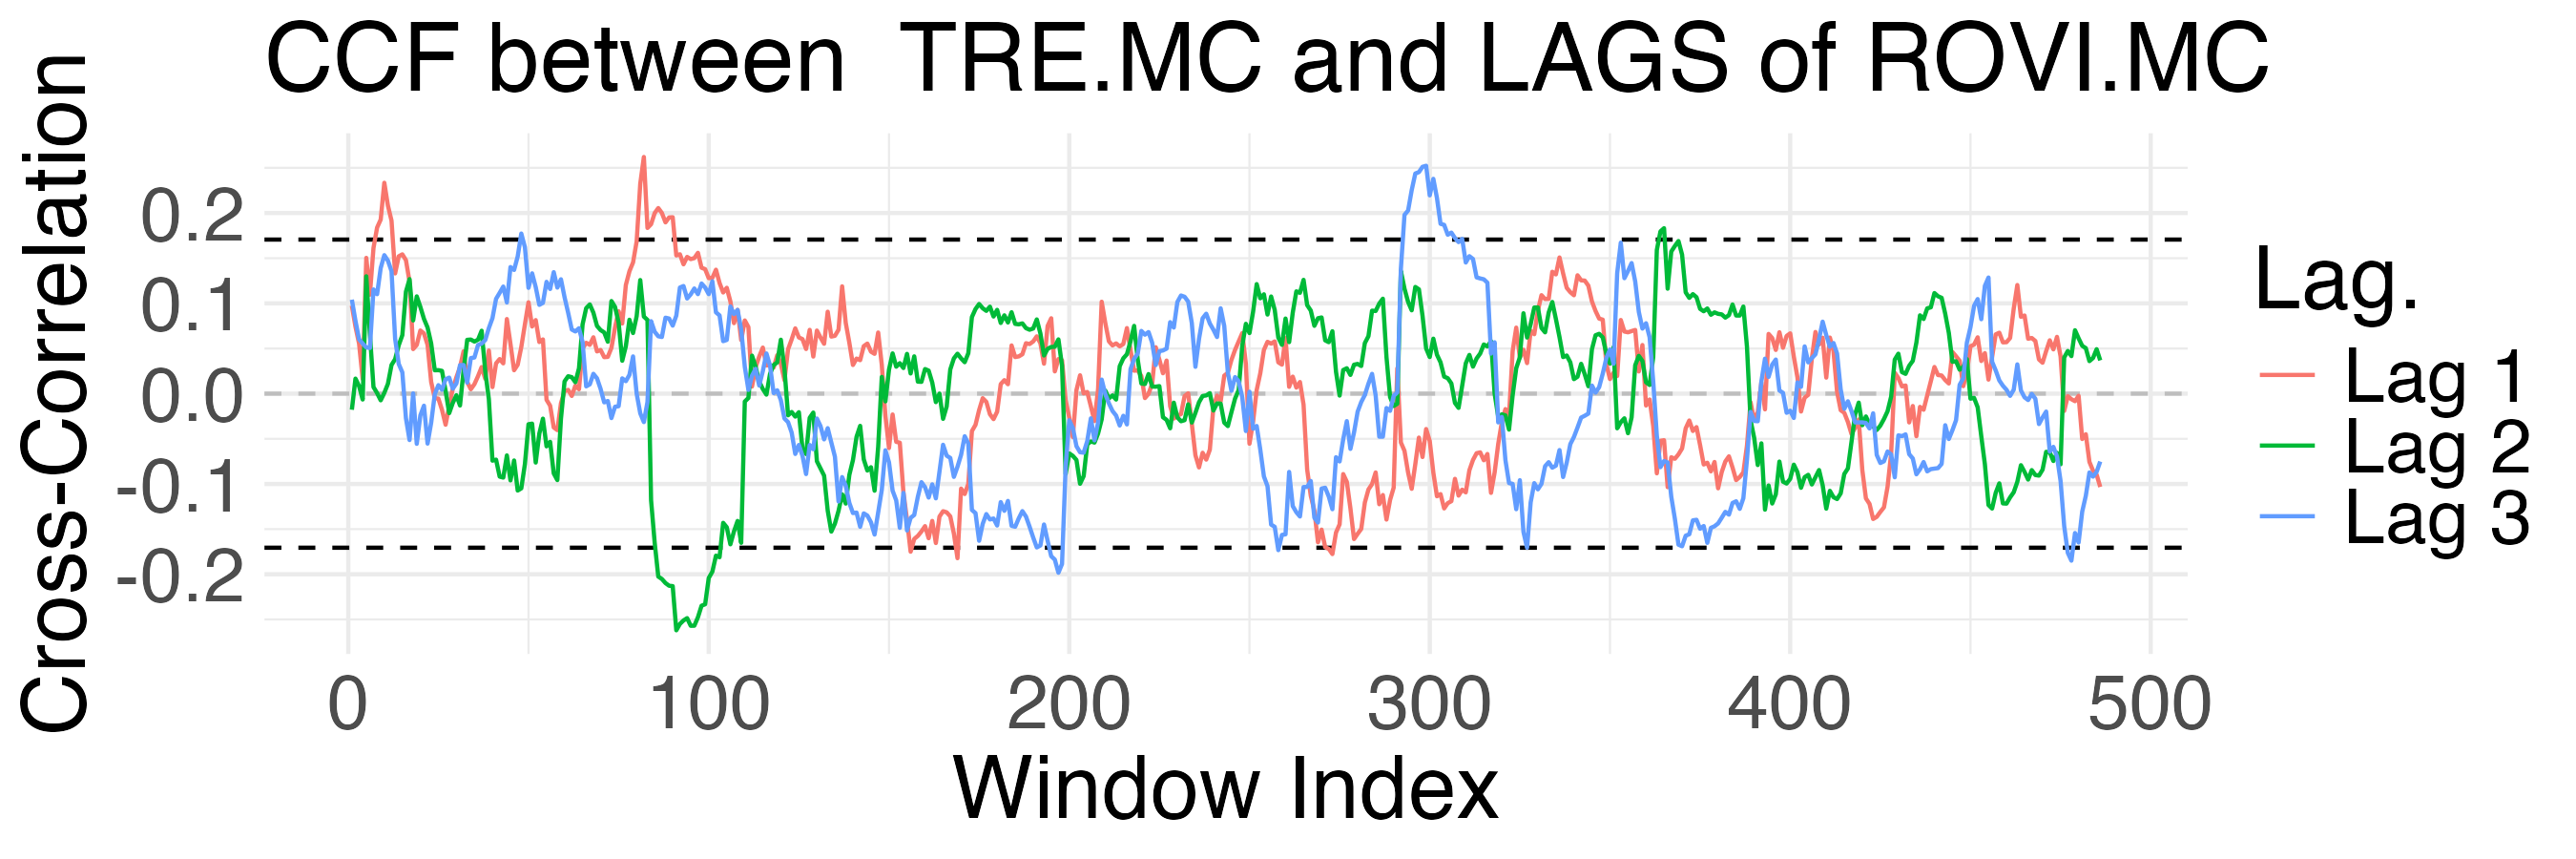 CCF between  TRE.MC and LAGS of ROVI.MC
Cross-Correlation
0.2
0.1
0.0
-0.1
-0.2
0
100
200
300
400
500
Window Index
Lag.
Lag 1
Lag 2
Lag 3